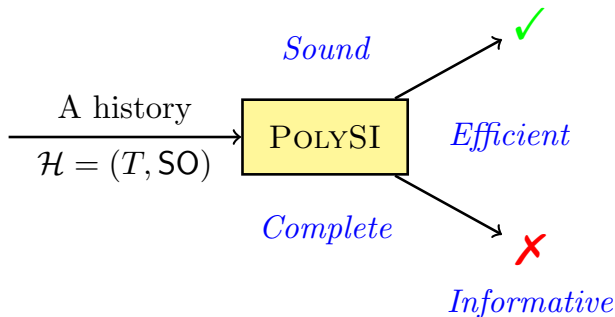 Sound
✓
A history
POLYSI
Efficient
ℋ = (T, SO)
Complete
✗
Informative